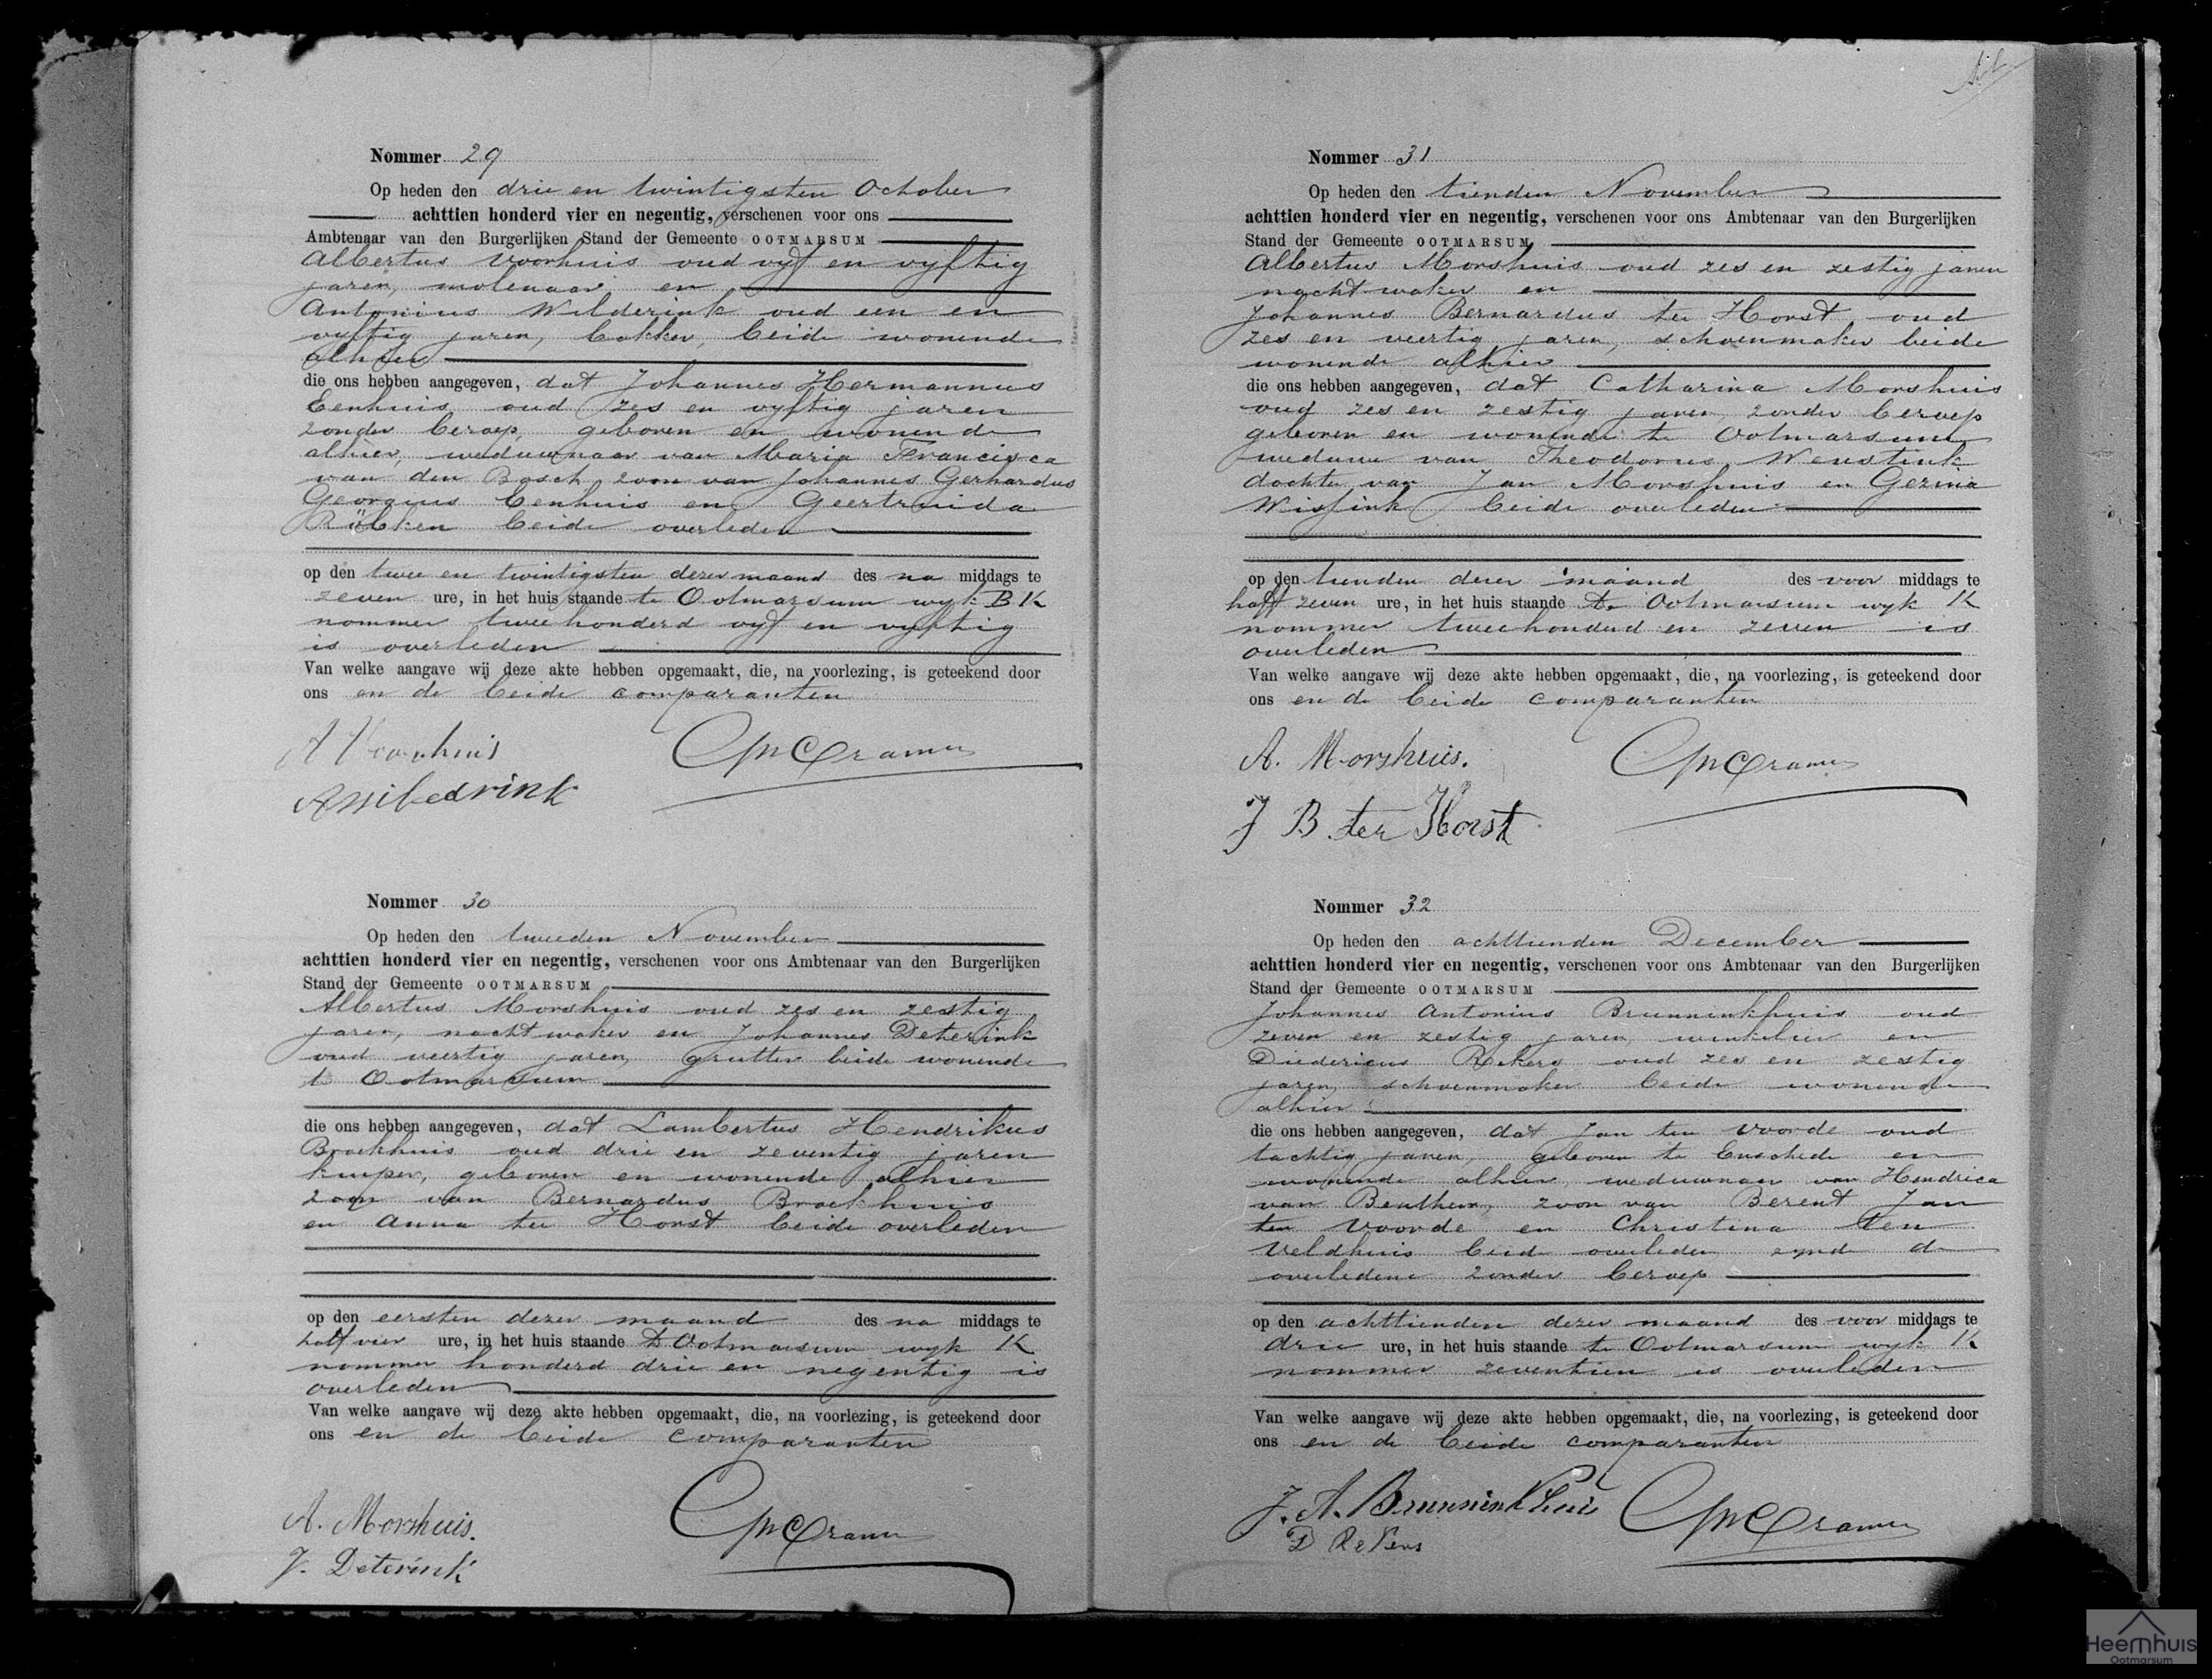 Nommer 29
Op heden den drie en twintigsten October
achttien honderd vier en negentig, verschenen voor ons
Ambtenaar van den Burgerlijken Stand der Gemeente OOTMARSUM
Albertus Voorhuis oud vyf en vyftig
jaren, molenaar en
Antonius Wilderink oud een en
vyftig jaren, bakker, beide wonende
alhier
die ons hebben aangegeven, dat Johannes Hermannus
Eenhuis oud zes en vyftig jaren
zonder beroep, geboren en wonende
alhier, weduwnaar van Maria Francisca
van den Bosch zoon van Johannes Gerhardus
Georgius Eenhuis en Geertruida
Röbken beide overleden
op den twee en twintigsten dezer maand des na middags te
zeven ure, in het huis staande te Ootmarsum wyk B K
nommer twee honderd vyf en vyftig
is overleden
Van welke aangave wij deze akte hebben opgemaakt, die, na voorlezing, is geteekend door
ons en de beide comparanten
A Voorhuis
Cramer
Nommer 30
Op heden den tweeden November
achttien honderd vier en negentig, verschenen voor ons Ambtenaar van den Burgerlijken
Stand der Gemeente OOTMARSUM
Albertus Morshuis oud zes en zestig
jaren, nachtwaker en Johannes Deterink
oud veertig jaren, grutter beide wonende
te Ootmarsum
die ons hebben aangegeven, dat Lambertus Hendrikus
Broekhuis oud drie en zeventig jaren
kuiper, geboren en wonende alhier
zoon van Bernardus Broekhuis
en Anna ter Horst beide overleden
op den eersten dezer maand des na middags te
half vier ure, in het huis staande te Ootmarsum wyk K
nommer honderd drie en negentig is
overleden
Van welke aangave wij deze akte hebben opgemaakt, die, na voorlezing, is geteekend door
ons en de beide comparanten
A. Morshuis.
Cramer
J. Deterink
Nommer 31
Op heden den tienden November
achttien honderd vier en negentig, verschenen voor ons Ambtenaar van den Burgerlijken
Stand der Gemeente OOTMARSUM
Albertus Morshuis oud zes en zestig jaren
nachtwaker en
Johannes Bernardus ter Horst oud
zes en veertig jaren, schoenmaker beide
wonende alhier
die ons hebben aangegeven, dat Catharina Morshuis
oud zes en zestig jaren, zonder beroep
geboren en wonende te Ootmarsum
weduwe van Theodorus Wenstink
dochter van Jan Morshuis en Gezina
Wissink beide overleden
op den tienden dezer maand des voor middags te
half zeven ure, in het huis staande te Ootmarsum wyk K
nommer tweehonderd en zeven is
overleden
Van welke aangave wij deze akte hebben opgemaakt, die, na voorlezing, is geteekend door
ons en de beide comparanten
A. Morshuis.
Cramer
J B. ter Horst
Nommer 32
Op heden den achttienden December
achttien honderd vier en negentig, verschenen voor ons Ambtenaar van den Burgerlijken
Stand der Gemeente OOTMARSUM
Johannes Antonius Brunninkhuis oud
zeven en zestig jaren, winkelier en
Diedericus Rekers oud zes en zestig
jaren, schoenmaker beide wonende
alhier
die ons hebben aangegeven, dat Jan ten Voorde oud
tachtig jaren, geboren te Enschede en
wonende alhier, weduwnaar van Hendrica
van Benthem, zoon van Berent Jan
ten Voorde en Christina ten
Veldhuis beide overleden zynde de
overledene zonder beroep
op den achttienden dezer maand des voor middags te
drie ure, in het huis staande te Ootmarsum wyk K
nommer zeventien is overleden
Van welke aangave wij deze akte hebben opgemaakt, die, na voorlezing, is geteekend door
ons en de beide comparanten
J. A. Brunninkhuis
Cramer
D Rekers
Heemhuis
Ootmarsum